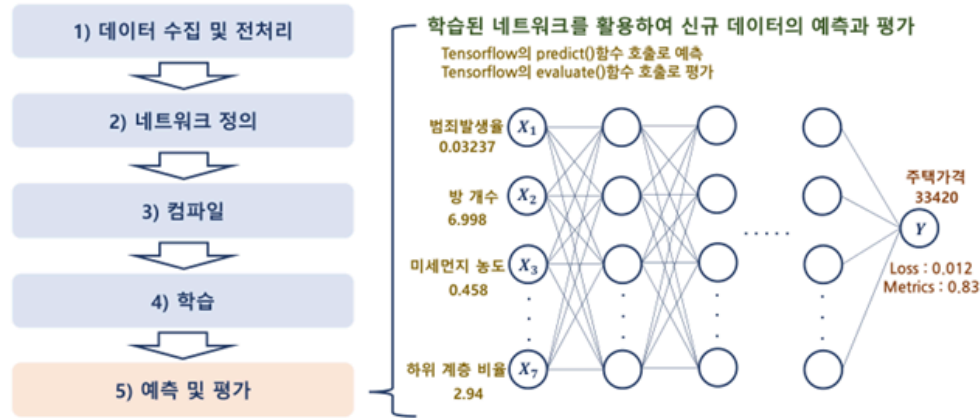 1) 데이터 수집 및 전처리
2) 네트워크 정의
3) 컴파일
4) 학습
5) 예측 및 평가
학습된 네트워크를 활용하여 신규 데이터의 예측과 평가
Tensorflow의 predict()함수 호출로 예측
Tensorflow의 evaluate()함수 호출로 평가
범죄발생율
0.03237
X1
방 개수
6.998
X2
미세먼지 농도
0.458
X3
하위 계층 비율
2.94
X7
주택가격
33420
Y
Loss : 0.012
Metrics : 0.83